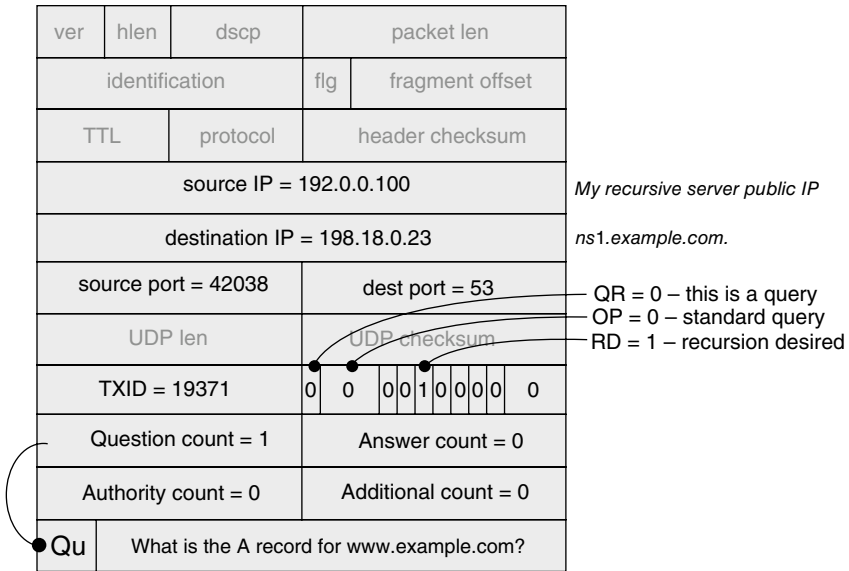 ver hlen dscp packet len
identification flg fragment offset
TTL protocol header checksum
source IP = 192.0.0.100 My recursive server public IP
destination IP = 198.18.0.23 ns1.example.com.
source port = 42038 dest port = 53
QR = 0 – this is a query
OP = 0 – standard query
UDP len UDP checksum
RD = 1 – recursion desired
TXID = 19371 0 0 0 0 1 0 0 0 0 0
Question count = 1 Answer count = 0
Authority count = 0 Additional count = 0
Qu What is the A record for www.example.com?